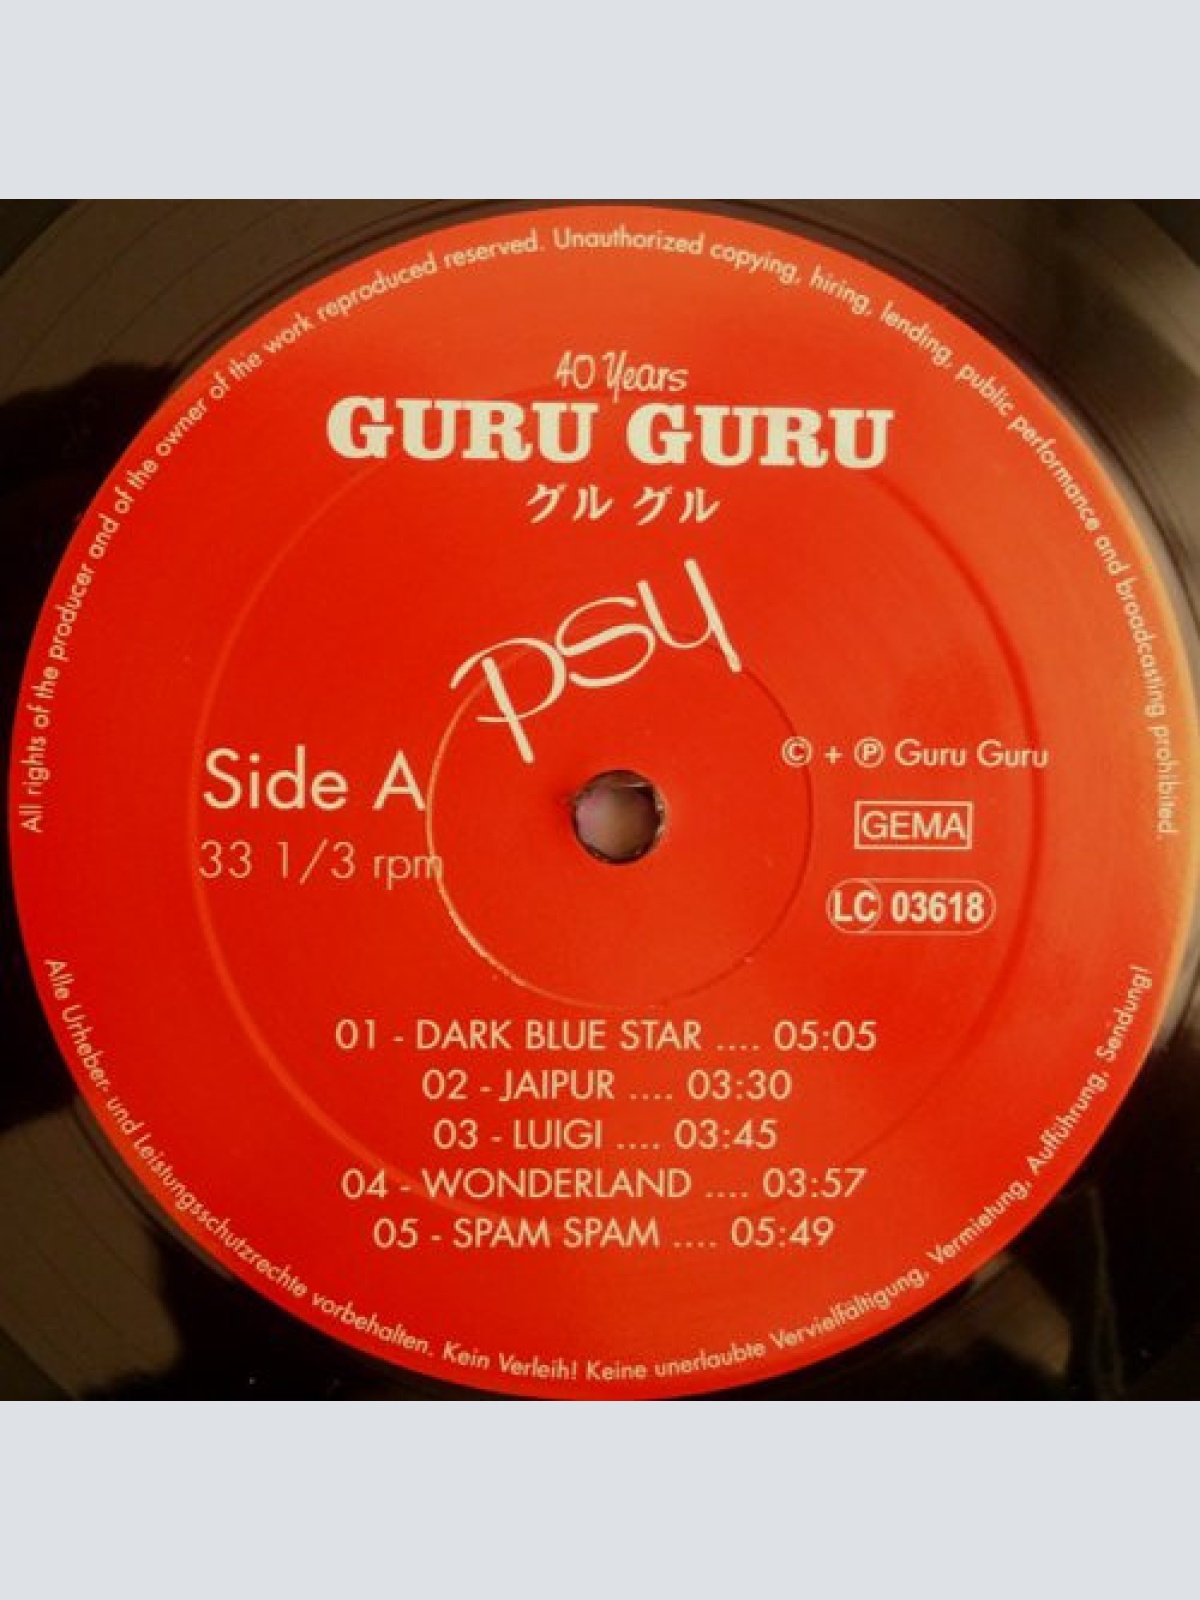 All rights of the producer and of the owner of the work reproduced reserved. Unauthorized copying, hiring, lending, public performance and broadcasting prohibited.
40 Years
GURU GURU
グル グル
psy
Side A
33 1/3 rpm
© + ℗ Guru Guru
GEMA
LC 03618
01 - DARK BLUE STAR .... 05:05
02 - JAIPUR .... 03:30
03 - LUIGI .... 03:45
04 - WONDERLAND .... 03:57
05 - SPAM SPAM .... 05:49
Alle Urheber- und Leistungsschutzrechte vorbehalten. Kein Verleih! Keine unerlaubte Vervielfältigung, Vermietung, Aufführung, Sendung!